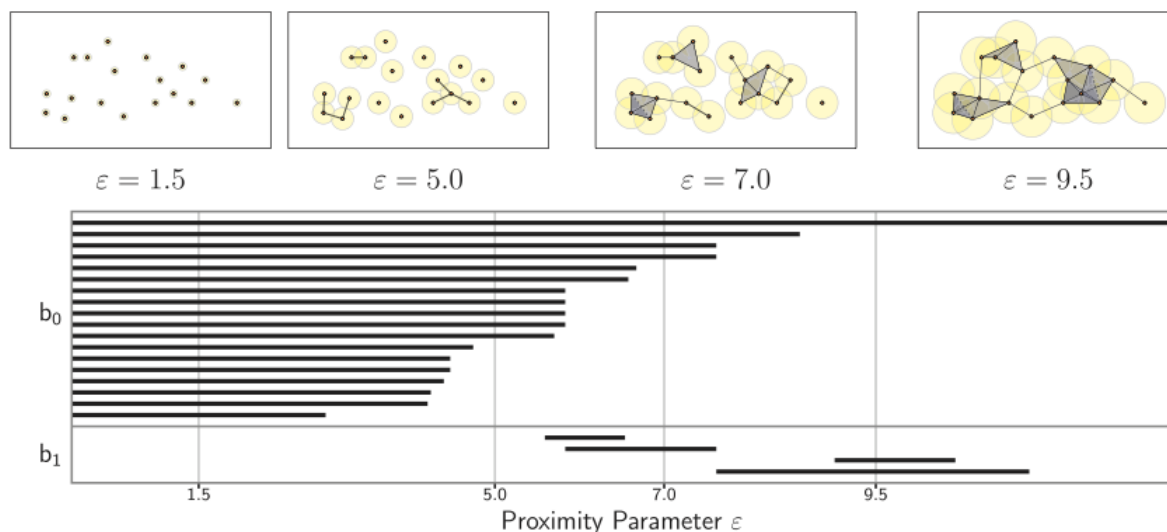 ε = 1.5
ε = 5.0
ε = 7.0
ε = 9.5
b₀
b₁
1.5
5.0
7.0
9.5
Proximity Parameter ε